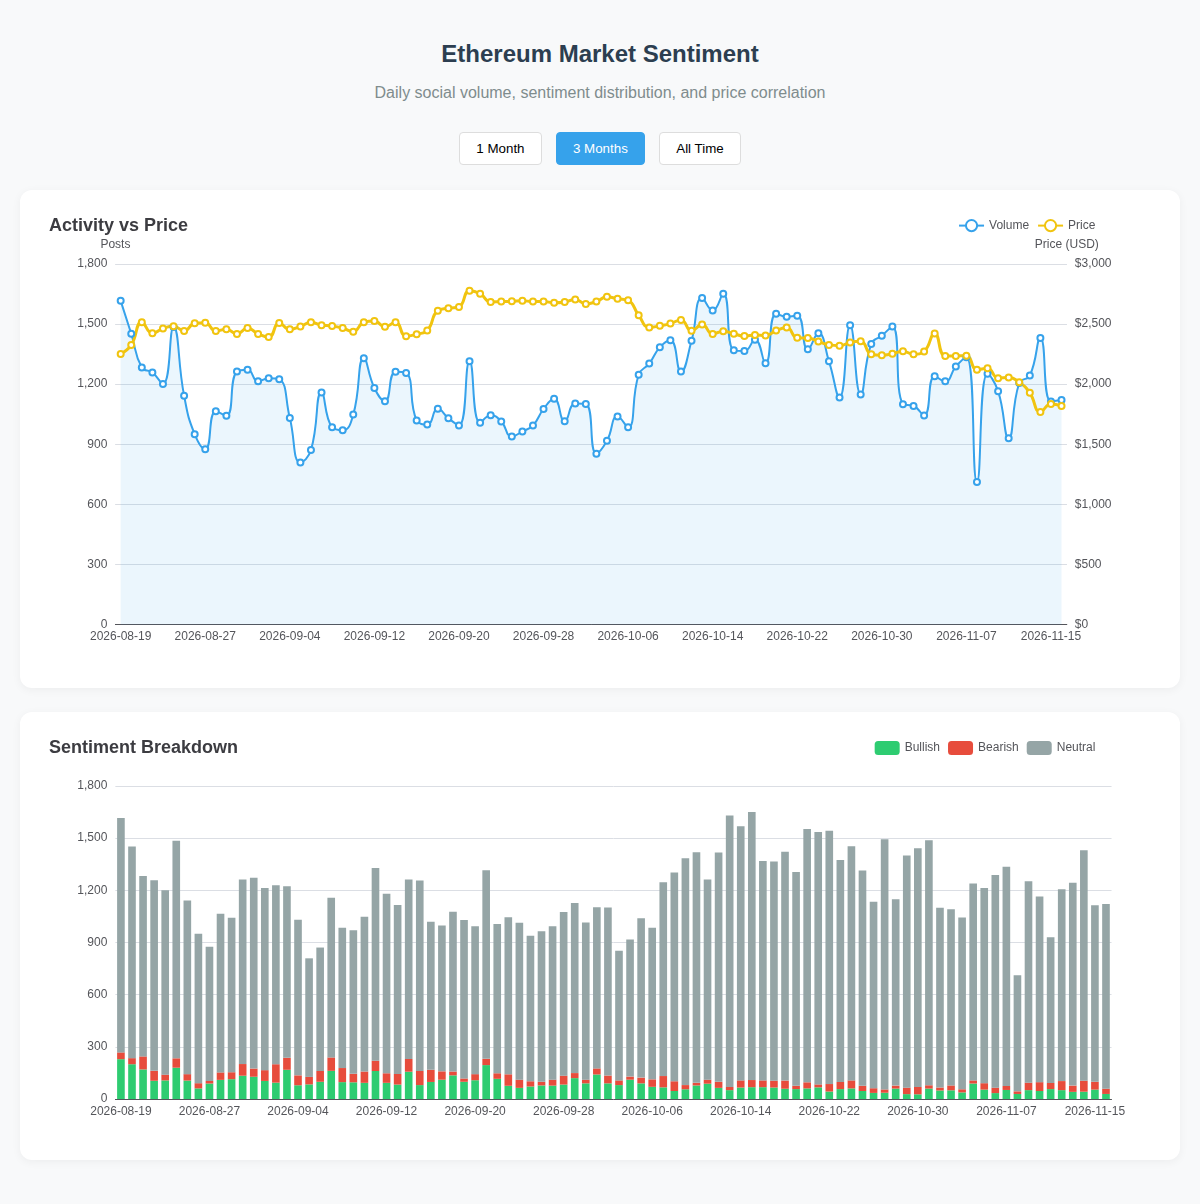 Ethereum Market Sentiment
Daily social volume, sentiment distribution, and price correlation
1 Month 3 Months All Time
Activity vs Price
Volume Price
Posts Price (USD)
1,800 $3,000
1,500 $2,500
1,200 $2,000
900 $1,500
600 $1,000
300 $500
0 $0
2026-08-19 2026-08-27 2026-09-04 2026-09-12 2026-09-20 2026-09-28 2026-10-06 2026-10-14 2026-10-22 2026-10-30 2026-11-07 2026-11-15
Sentiment Breakdown
Bullish Bearish Neutral
1,800
1,500
1,200
900
600
300
0
2026-08-19 2026-08-27 2026-09-04 2026-09-12 2026-09-20 2026-09-28 2026-10-06 2026-10-14 2026-10-22 2026-10-30 2026-11-07 2026-11-15